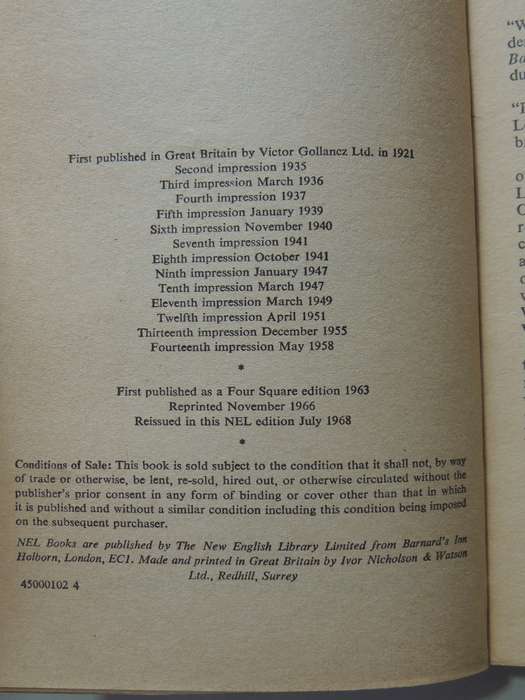 First published in Great Britain by Victor Gollancz Ltd. in 1921
Second impression 1935
Third impression March 1936
Fourth impression 1937
Fifth impression January 1939
Sixth impression November 1940
Seventh impression 1941
Eighth impression October 1941
Ninth impression January 1947
Tenth impression March 1947
Eleventh impression March 1949
Twelfth impression April 1951
Thirteenth impression December 1955
Fourteenth impression May 1958
*
First published as a Four Square edition 1963
Reprinted November 1966
Reissued in this NEL edition July 1968
*
Conditions of Sale: This book is sold subject to the condition that it shall not, by way
of trade or otherwise, be lent, re-sold, hired out, or otherwise circulated without the
publisher's prior consent in any form of binding or cover other than that in which
it is published and without a similar condition including this condition being imposed
on the subsequent purchaser.
NEL Books are published by The New English Library Limited from Barnard's Inn
Holborn, London, EC1. Made and printed in Great Britain by Ivor Nicholson & Watson
Ltd., Redhill, Surrey
45000102 4